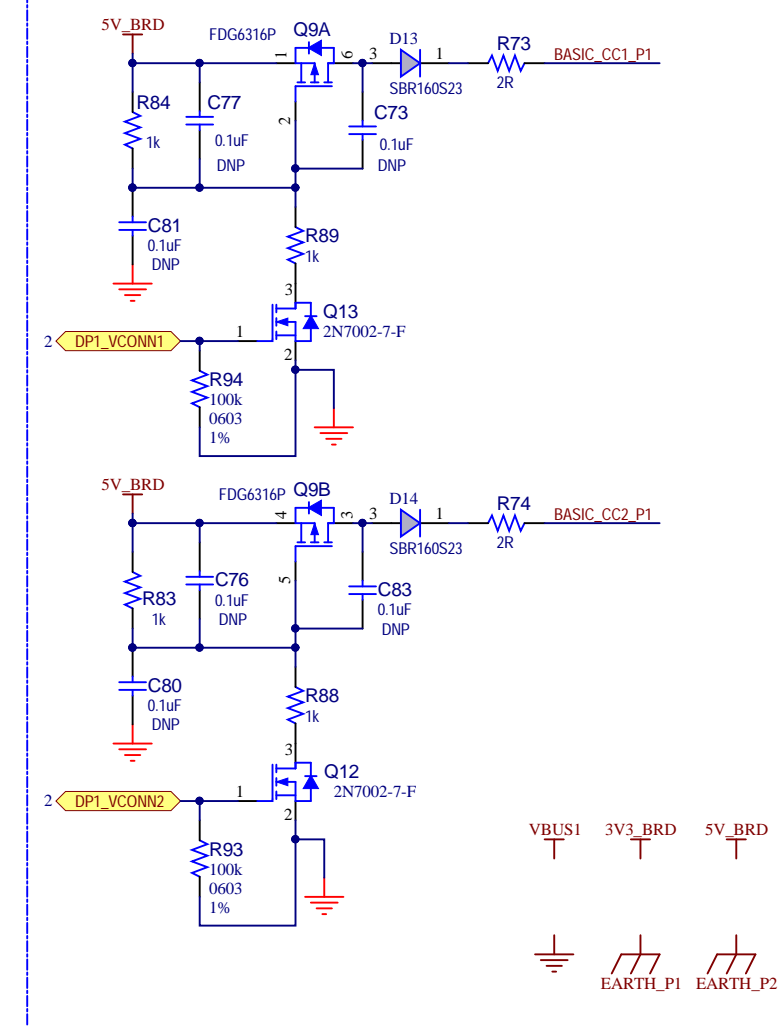 5V_BRD
FDG6316P
Q9A
1
6
3
D13
1
SBR160S23
R73
2R
BASIC_CC1_P1
R84
1k
C77
0.1uF
DNP
2
C73
0.1uF
DNP
C81
0.1uF
DNP
R89
1k
3
Q13
2N7002-7-F
2
DP1_VCONN1
1
2
R94
100k
0603
1%
5V_BRD
FDG6316P
Q9B
4
3
3
D14
1
SBR160S23
R74
2R
BASIC_CC2_P1
R83
1k
C76
0.1uF
DNP
5
C83
0.1uF
DNP
C80
0.1uF
DNP
R88
1k
3
Q12
2N7002-7-F
2
DP1_VCONN2
1
2
R93
100k
0603
1%
VBUS1
3V3_BRD
5V_BRD
EARTH_P1
EARTH_P2